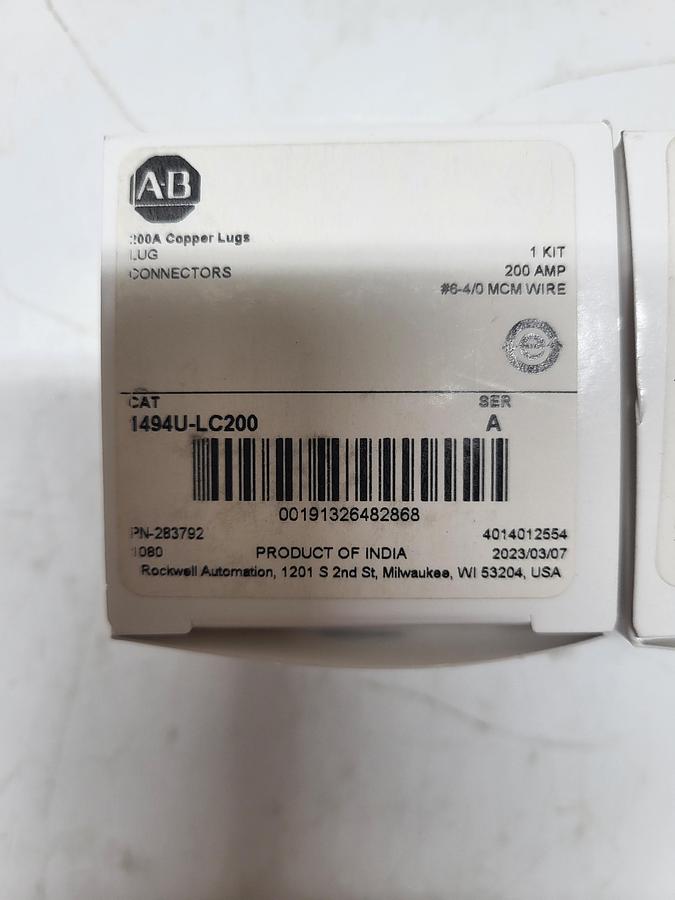 AB
200A Copper Lugs
LUG
1 KIT
CONNECTORS
200 AMP
#6-4/0 MCM WIRE
e
CAT
SER
1494U-LC200
A
00191326482868
PN-283792
4014012554
1080
PRODUCT OF INDIA
2023/03/07
Rockwell Automation, 1201 S 2nd St, Milwaukee, WI 53204, USA